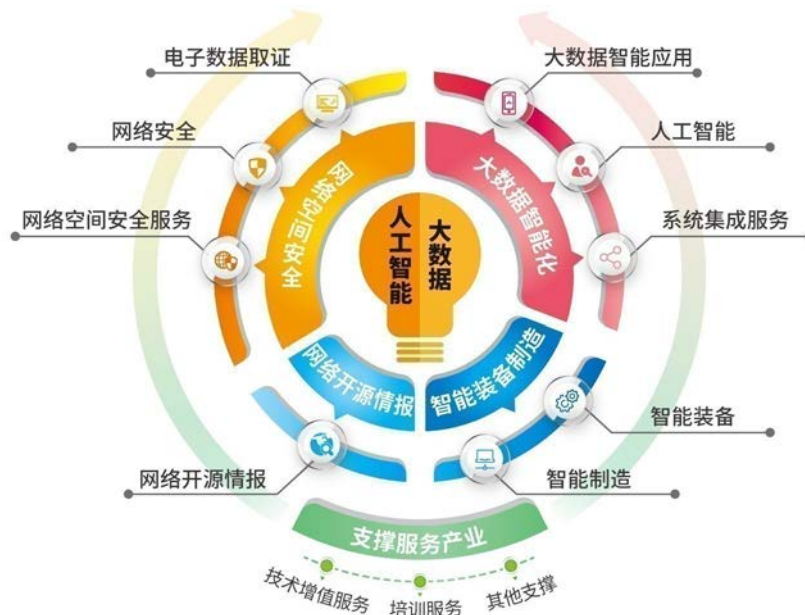 电子数据取证
大数据智能应用
网络安全
人工智能
网络空间安全服务
系统集成服务
网络空间安全
大数据智能化
人工智能
大数据
网络开源情报
智能装备制造
智能装备
网络开源情报
智能制造
支撑服务产业
技术增值服务
培训服务
其他支撑